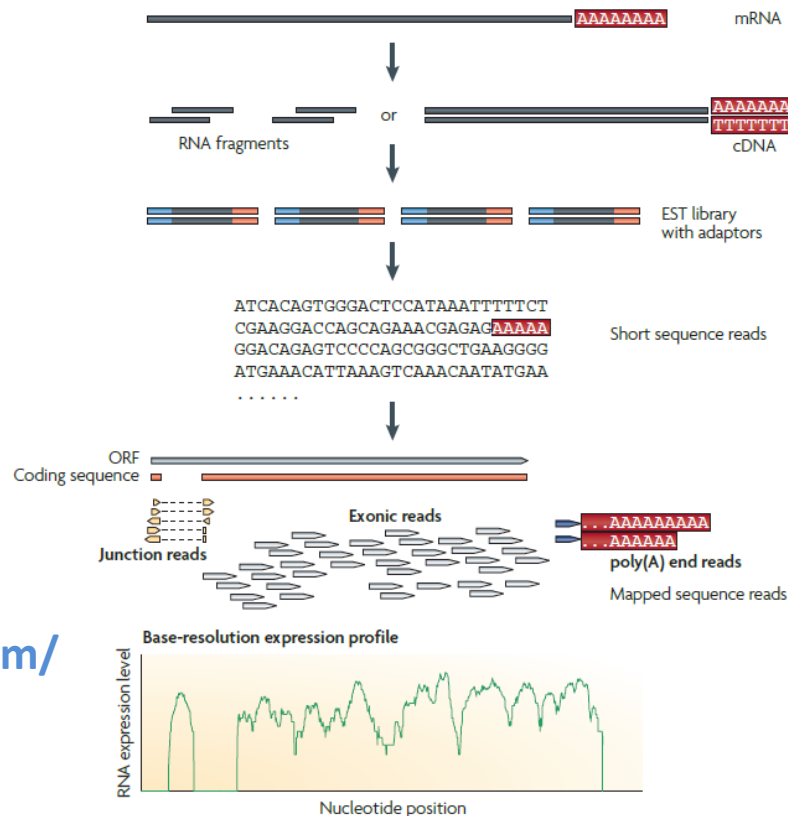 AAAAAAAA mRNA
RNA fragments
or
AAAAAAA
TTTTTTT
cDNA
EST library
with adaptors
ATCACAGTGGGACTCCATAAATTTTTCT
CGAAGGACCAGCAGAAACGAGAGAAAAA
GGACAGAGTCCCCAGCGGGCTGAAGGGG
ATGAAACATTAAAGTCAAACAATATGAA
......
Short sequence reads
ORF
Coding sequence
Junction reads
Exonic reads
...AAAAAAAAA
...AAAAAA
poly(A) end reads
Mapped sequence reads
m/
Base-resolution expression profile
RNA expression level
Nucleotide position